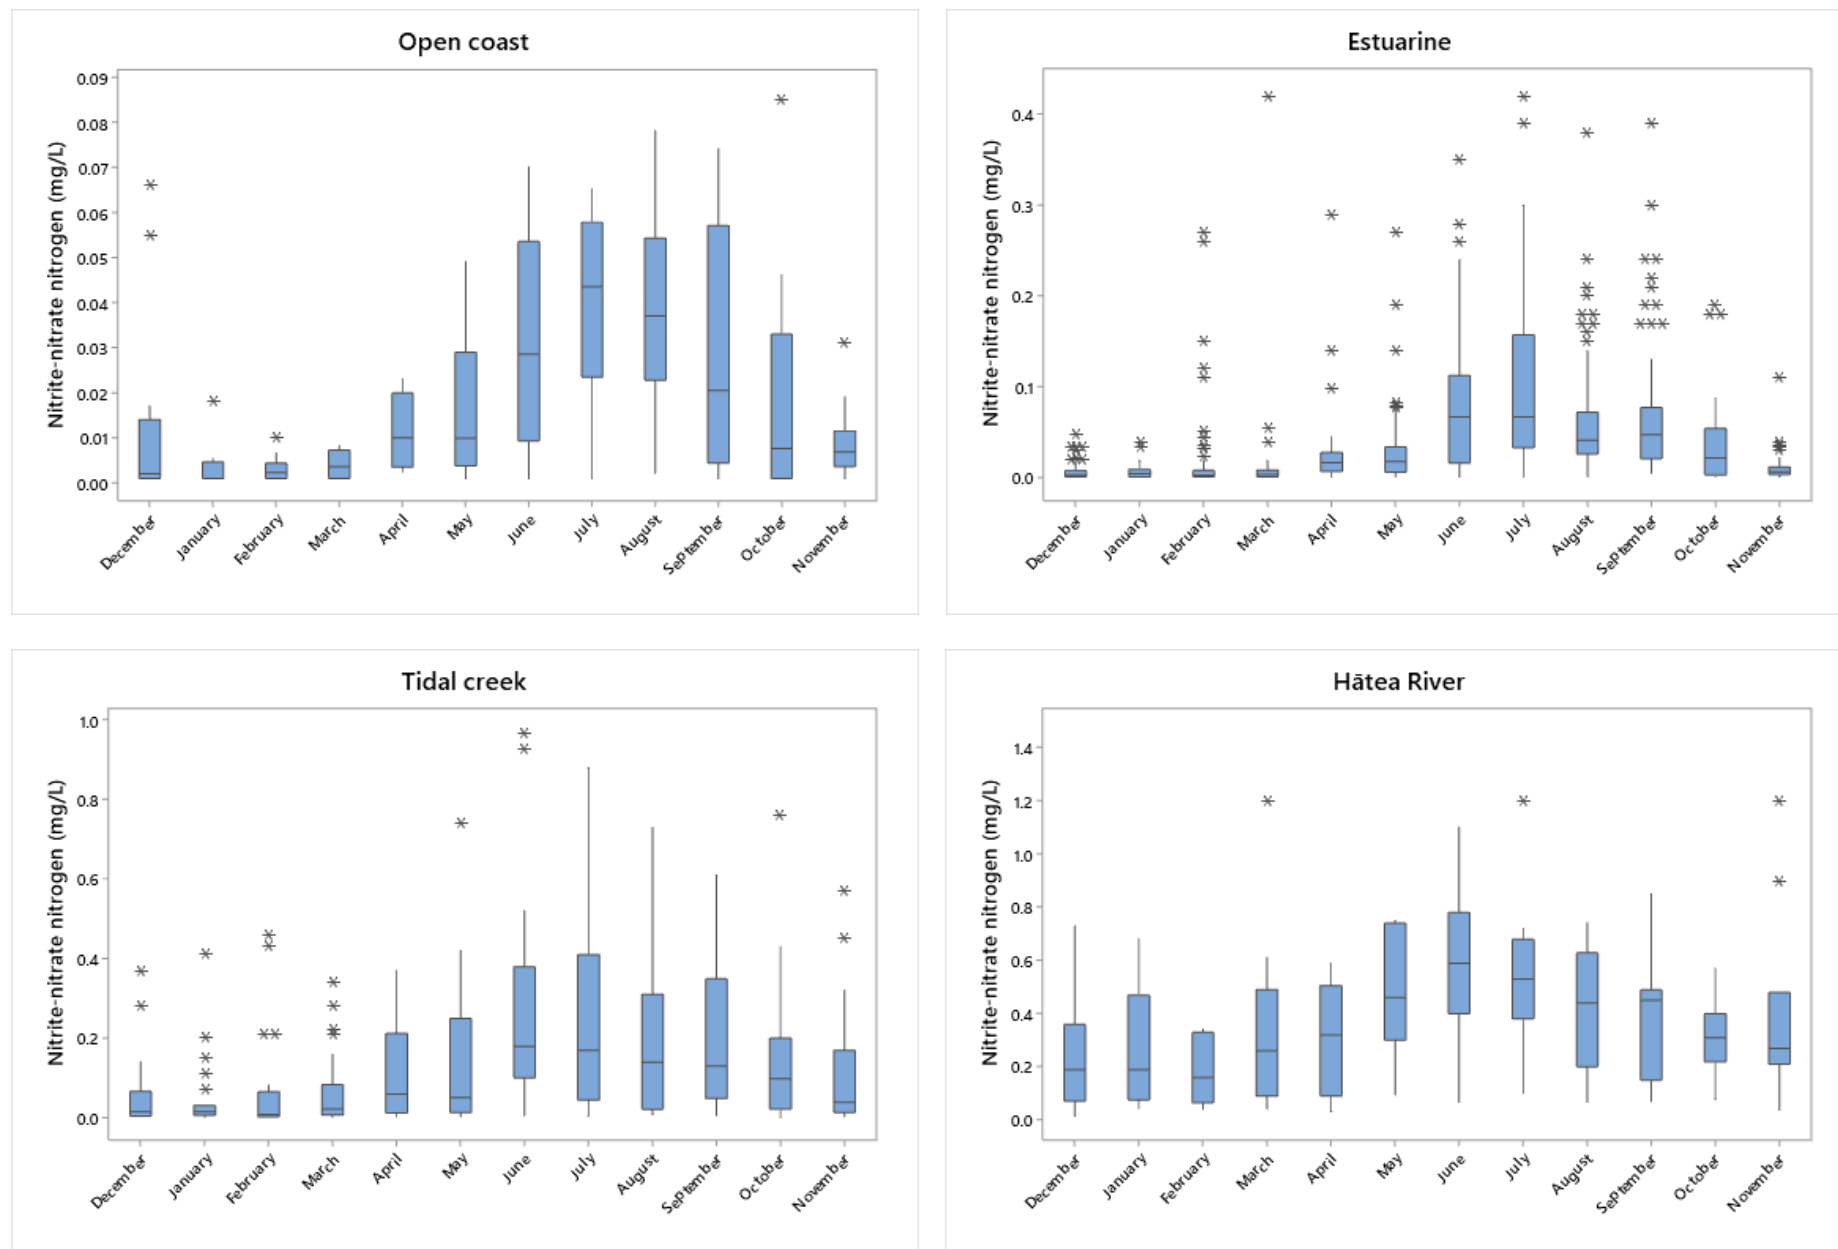 Open coast
Nitrite-nitrate nitrogen (mg/L)
0.09
0.08
0.07
0.06
0.05
0.04
0.03
0.02
0.01
0.00
December
January
February
March
April
May
June
July
August
September
October
November
Estuarine
Nitrite-nitrate nitrogen (mg/L)
0.4
0.3
0.2
0.1
0.0
December
January
February
March
April
May
June
July
August
September
October
November
Tidal creek
Nitrite-nitrate nitrogen (mg/L)
1.0
0.8
0.6
0.4
0.2
0.0
December
January
February
March
April
May
June
July
August
September
October
November
Hātea River
Nitrite-nitrate nitrogen (mg/L)
1.4
1.2
1.0
0.8
0.6
0.4
0.2
0.0
December
January
February
March
April
May
June
July
August
September
October
November